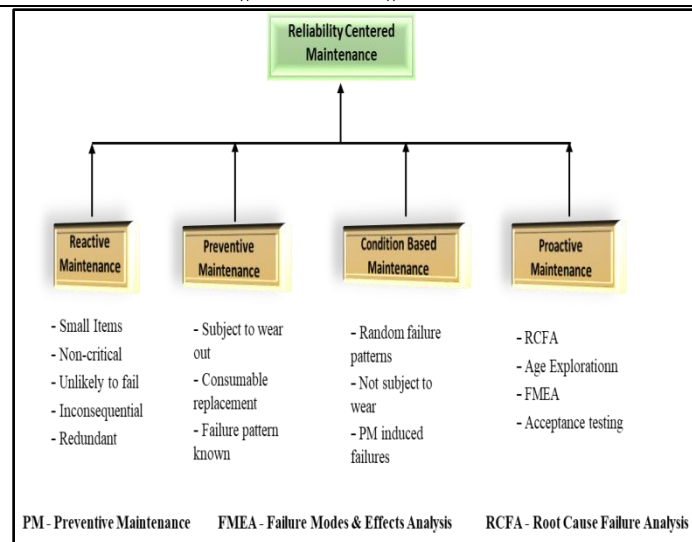 Reliability Centered
Maintenance
Reactive
Maintenance
Preventive
Maintenance
Condition Based
Maintenance
Proactive
Maintenance
- Small Items
- Non-critical
- Unlikely to fail
- Inconsequential
- Redundant
- Subject to wear
out
- Consumable
replacement
- Failure pattern
known
- Random failure
patterns
- Not subject to
wear
- PM induced
failures
- RCFA
- Age Explorationn
- FMEA
- Acceptance testing
PM - Preventive Maintenance FMEA - Failure Modes & Effects Analysis RCFA - Root Cause Failure Analysis